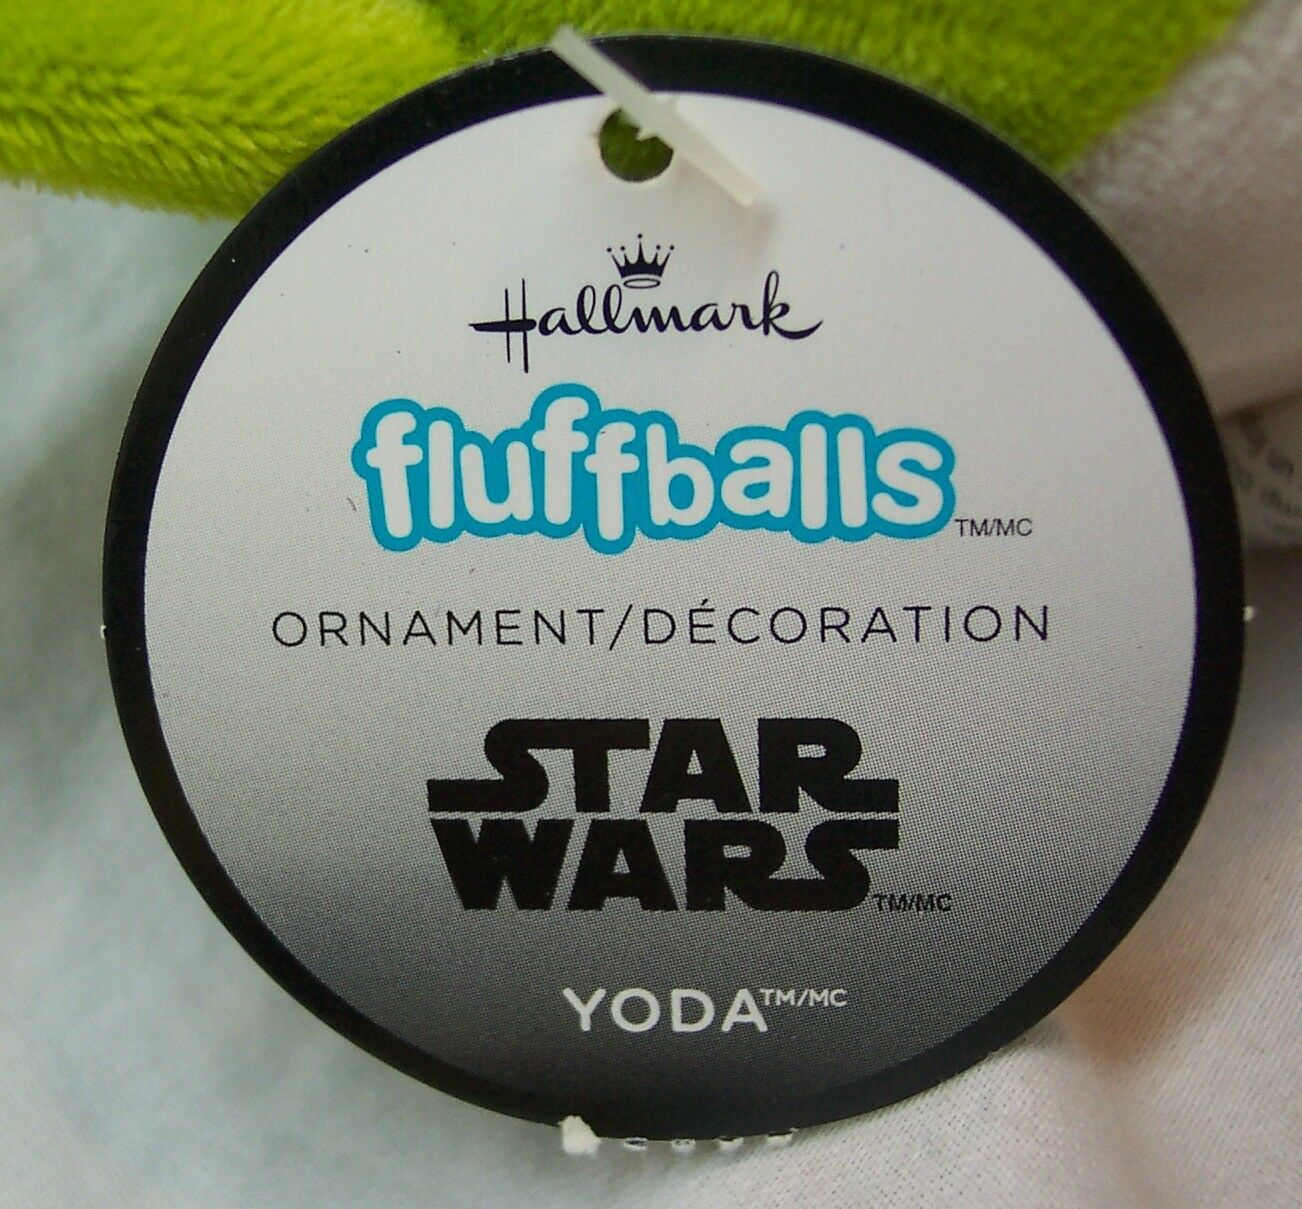 Hallmark
fluffballs TM/MC
ORNAMENT/DÉCORATION
STAR
WARS TM/MC
YODA TM/MC